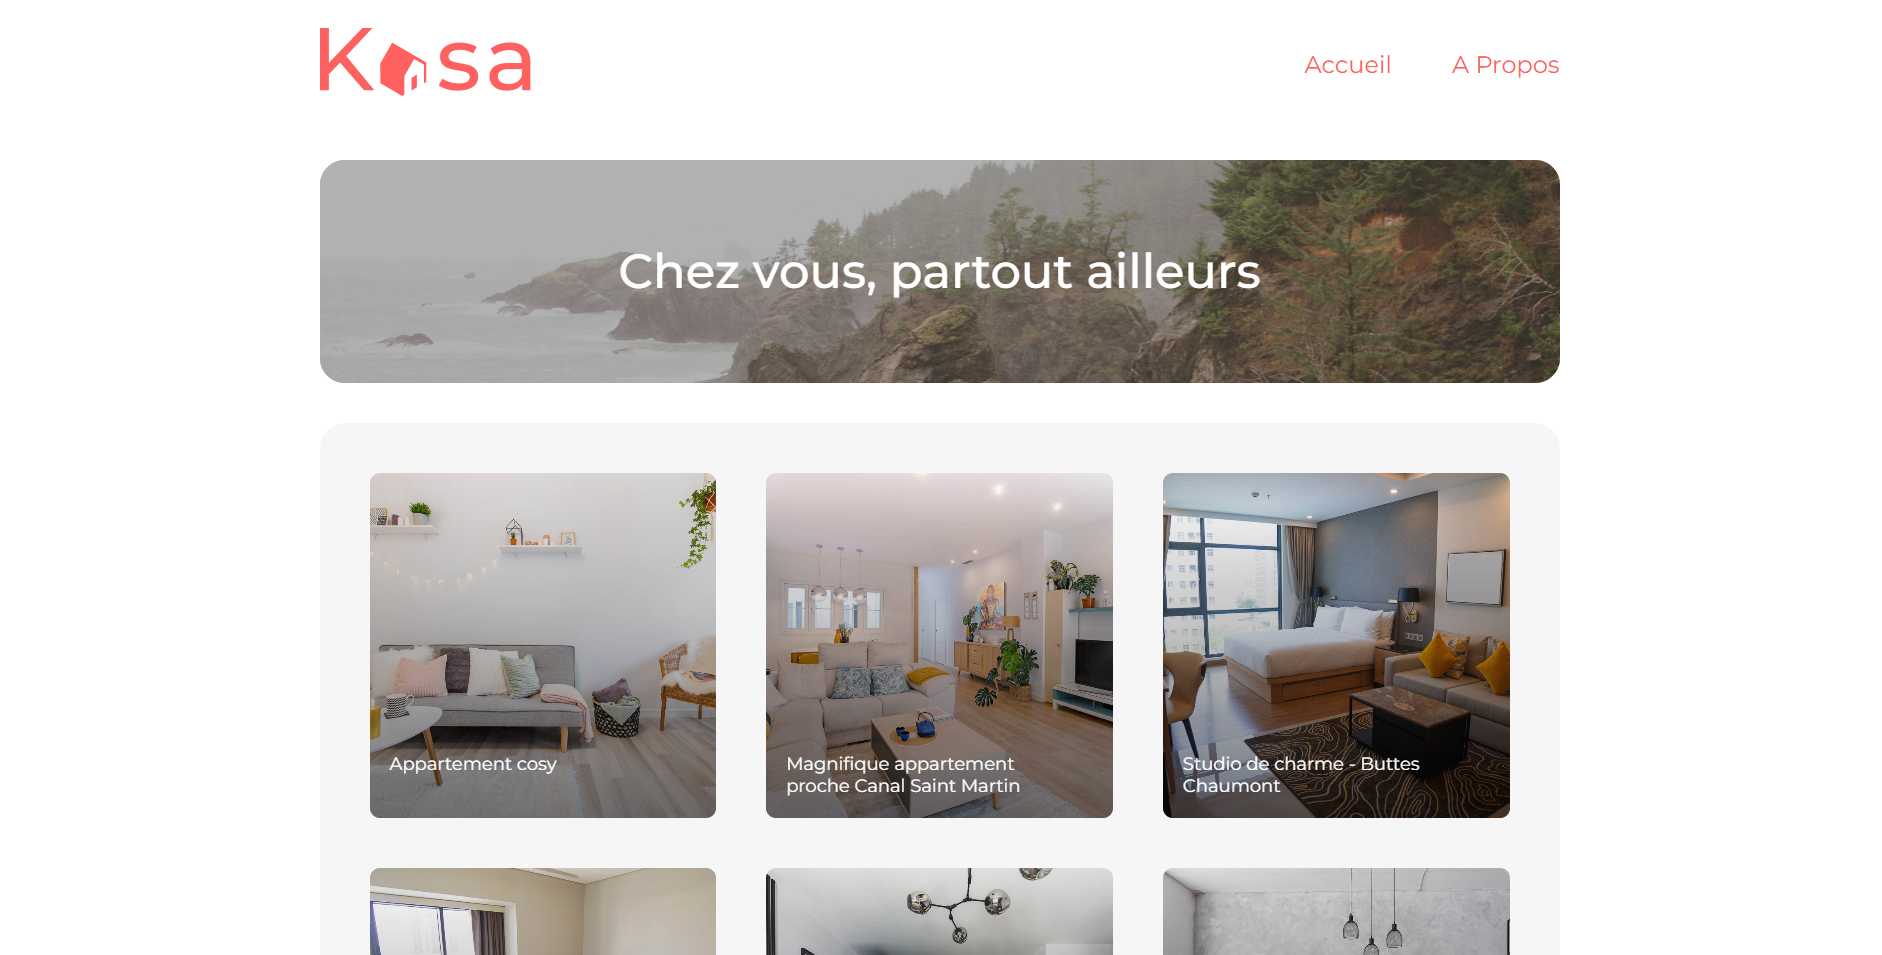 Kasa
Accueil
A Propos
Chez vous, partout ailleurs
Appartement cosy
Magnifique appartement
proche Canal Saint Martin
Studio de charme - Buttes
Chaumont